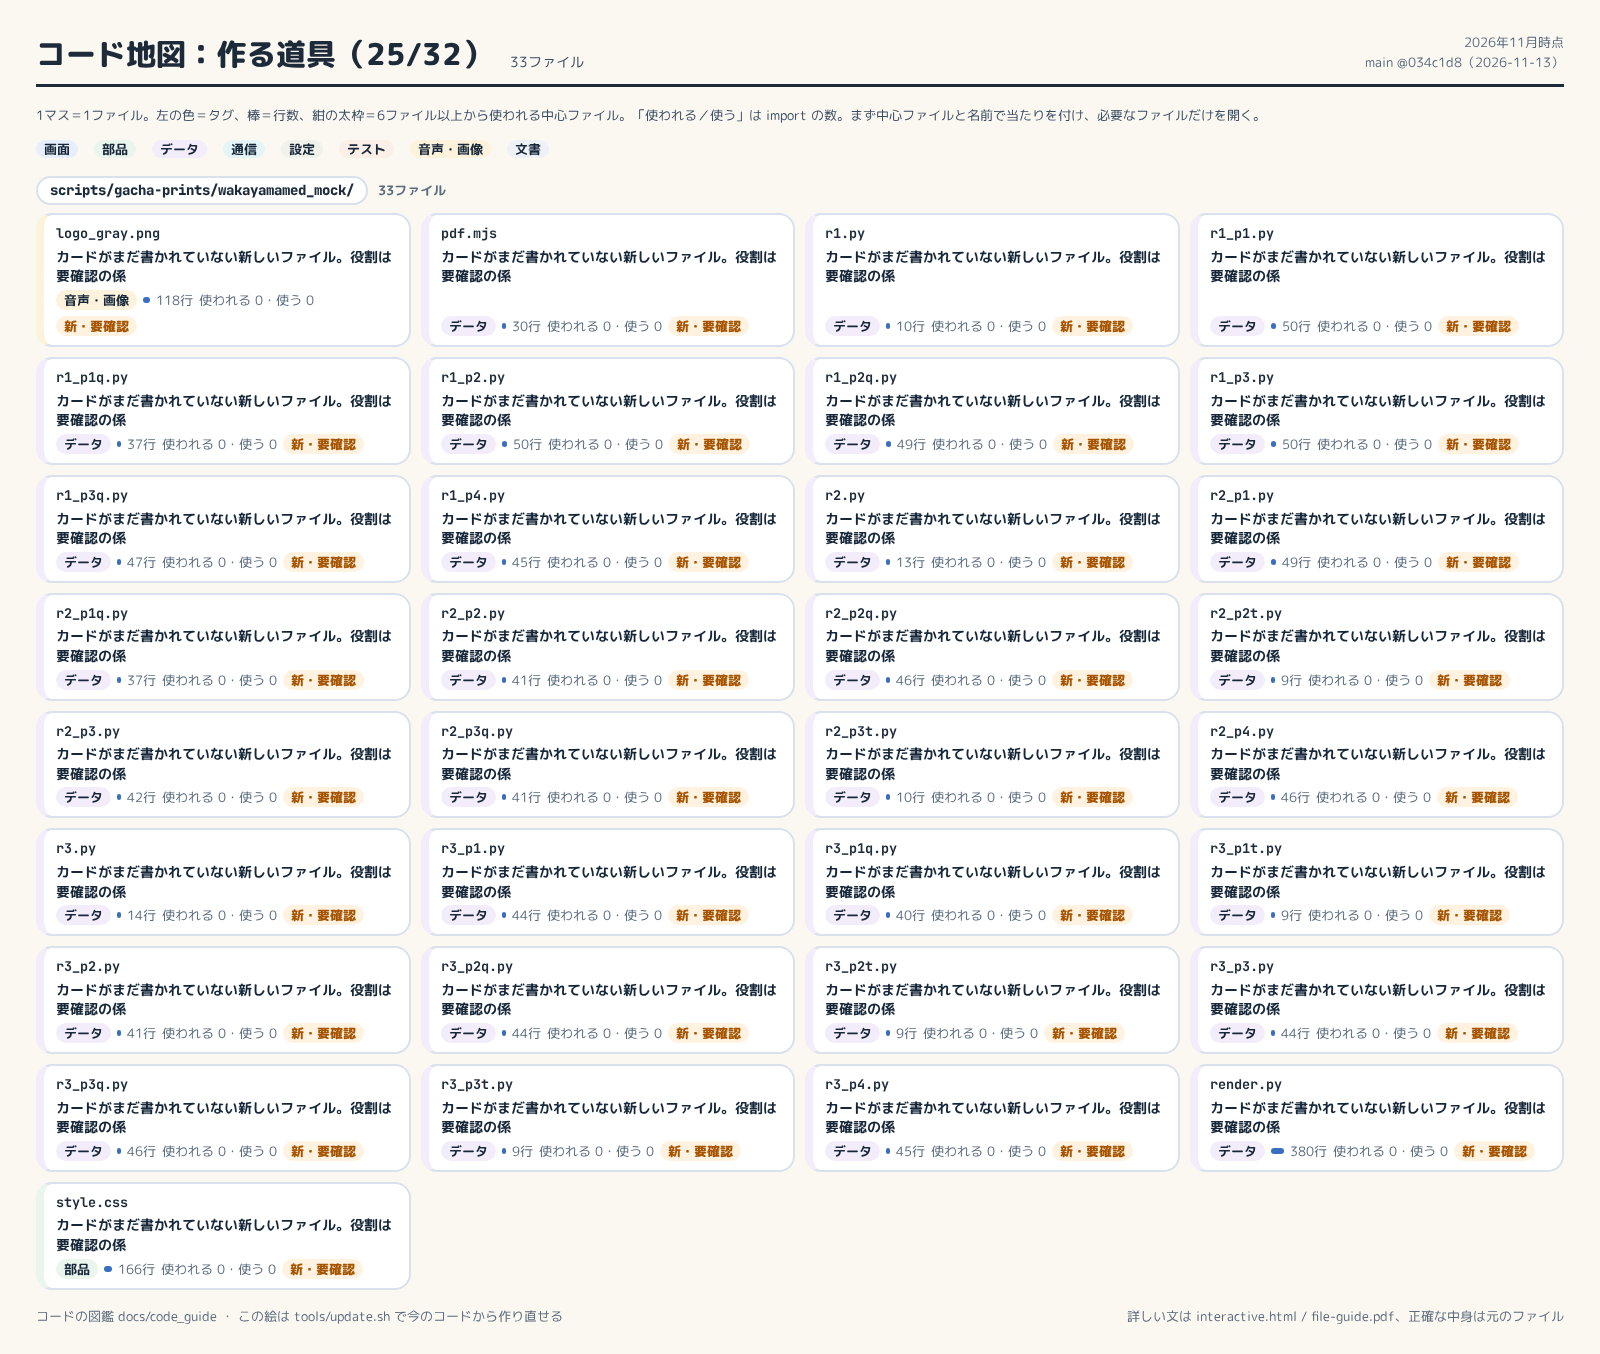 コード地図：作る道具（25/32） 33ファイル
2026年11月時点
main @034c1d8（2026-11-13）
1マス＝1ファイル。左の色＝タグ、棒＝行数、紺の太枠＝6ファイル以上から使われる中心ファイル。「使われる／使う」は import の数。まず中心ファイルと名前で当たりを付け、必要なファイルだけを開く。
画面 部品 データ 通信 設定 テスト 音声・画像 文書
scripts/gacha-prints/wakayamamed_mock/ 33ファイル
logo_gray.png
カードがまだ書かれていない新しいファイル。役割は
要確認の係
音声・画像 118行 使われる 0 · 使う 0
新・要確認
pdf.mjs
カードがまだ書かれていない新しいファイル。役割は
要確認の係
データ 30行 使われる 0 · 使う 0 新・要確認
r1.py
カードがまだ書かれていない新しいファイル。役割は
要確認の係
データ 10行 使われる 0 · 使う 0 新・要確認
r1_p1.py
カードがまだ書かれていない新しいファイル。役割は
要確認の係
データ 50行 使われる 0 · 使う 0 新・要確認
r1_p1q.py
カードがまだ書かれていない新しいファイル。役割は
要確認の係
データ 37行 使われる 0 · 使う 0 新・要確認
r1_p2.py
カードがまだ書かれていない新しいファイル。役割は
要確認の係
データ 50行 使われる 0 · 使う 0 新・要確認
r1_p2q.py
カードがまだ書かれていない新しいファイル。役割は
要確認の係
データ 49行 使われる 0 · 使う 0 新・要確認
r1_p3.py
カードがまだ書かれていない新しいファイル。役割は
要確認の係
データ 50行 使われる 0 · 使う 0 新・要確認
r1_p3q.py
カードがまだ書かれていない新しいファイル。役割は
要確認の係
データ 47行 使われる 0 · 使う 0 新・要確認
r1_p4.py
カードがまだ書かれていない新しいファイル。役割は
要確認の係
データ 45行 使われる 0 · 使う 0 新・要確認
r2.py
カードがまだ書かれていない新しいファイル。役割は
要確認の係
データ 13行 使われる 0 · 使う 0 新・要確認
r2_p1.py
カードがまだ書かれていない新しいファイル。役割は
要確認の係
データ 49行 使われる 0 · 使う 0 新・要確認
r2_p1q.py
カードがまだ書かれていない新しいファイル。役割は
要確認の係
データ 37行 使われる 0 · 使う 0 新・要確認
r2_p2.py
カードがまだ書かれていない新しいファイル。役割は
要確認の係
データ 41行 使われる 0 · 使う 0 新・要確認
r2_p2q.py
カードがまだ書かれていない新しいファイル。役割は
要確認の係
データ 46行 使われる 0 · 使う 0 新・要確認
r2_p2t.py
カードがまだ書かれていない新しいファイル。役割は
要確認の係
データ 9行 使われる 0 · 使う 0 新・要確認
r2_p3.py
カードがまだ書かれていない新しいファイル。役割は
要確認の係
データ 42行 使われる 0 · 使う 0 新・要確認
r2_p3q.py
カードがまだ書かれていない新しいファイル。役割は
要確認の係
データ 41行 使われる 0 · 使う 0 新・要確認
r2_p3t.py
カードがまだ書かれていない新しいファイル。役割は
要確認の係
データ 10行 使われる 0 · 使う 0 新・要確認
r2_p4.py
カードがまだ書かれていない新しいファイル。役割は
要確認の係
データ 46行 使われる 0 · 使う 0 新・要確認
r3.py
カードがまだ書かれていない新しいファイル。役割は
要確認の係
データ 14行 使われる 0 · 使う 0 新・要確認
r3_p1.py
カードがまだ書かれていない新しいファイル。役割は
要確認の係
データ 44行 使われる 0 · 使う 0 新・要確認
r3_p1q.py
カードがまだ書かれていない新しいファイル。役割は
要確認の係
データ 40行 使われる 0 · 使う 0 新・要確認
r3_p1t.py
カードがまだ書かれていない新しいファイル。役割は
要確認の係
データ 9行 使われる 0 · 使う 0 新・要確認
r3_p2.py
カードがまだ書かれていない新しいファイル。役割は
要確認の係
データ 41行 使われる 0 · 使う 0 新・要確認
r3_p2q.py
カードがまだ書かれていない新しいファイル。役割は
要確認の係
データ 44行 使われる 0 · 使う 0 新・要確認
r3_p2t.py
カードがまだ書かれていない新しいファイル。役割は
要確認の係
データ 9行 使われる 0 · 使う 0 新・要確認
r3_p3.py
カードがまだ書かれていない新しいファイル。役割は
要確認の係
データ 44行 使われる 0 · 使う 0 新・要確認
r3_p3q.py
カードがまだ書かれていない新しいファイル。役割は
要確認の係
データ 46行 使われる 0 · 使う 0 新・要確認
r3_p3t.py
カードがまだ書かれていない新しいファイル。役割は
要確認の係
データ 9行 使われる 0 · 使う 0 新・要確認
r3_p4.py
カードがまだ書かれていない新しいファイル。役割は
要確認の係
データ 45行 使われる 0 · 使う 0 新・要確認
render.py
カードがまだ書かれていない新しいファイル。役割は
要確認の係
データ 380行 使われる 0 · 使う 0 新・要確認
style.css
カードがまだ書かれていない新しいファイル。役割は
要確認の係
部品 166行 使われる 0 · 使う 0 新・要確認
コードの図鑑 docs/code_guide · この絵は tools/update.sh で今のコードから作り直せる
詳しい文は interactive.html / file-guide.pdf、正確な中身は元のファイル